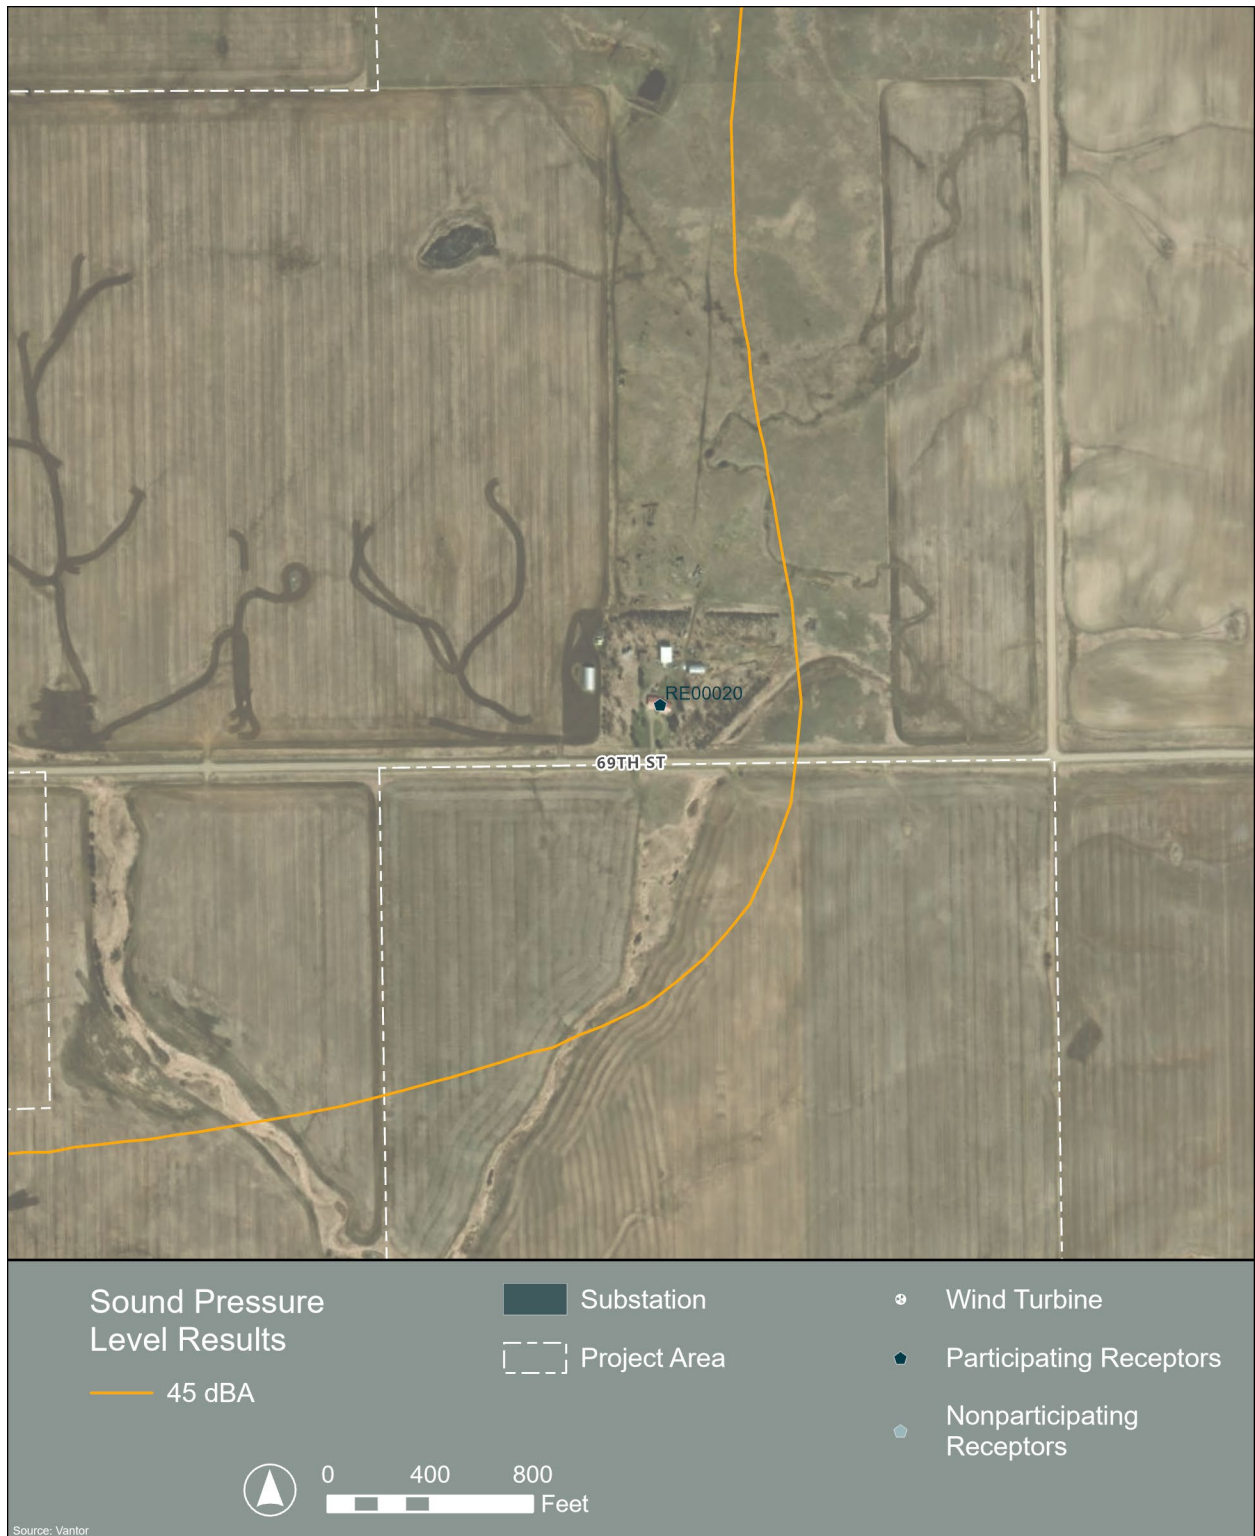 RE00020
69TH ST
Sound Pressure
Level Results
45 dBA
Substation
Project Area
Wind Turbine
Participating Receptors
Nonparticipating
Receptors
0 400 800
Feet
Source: Vantor